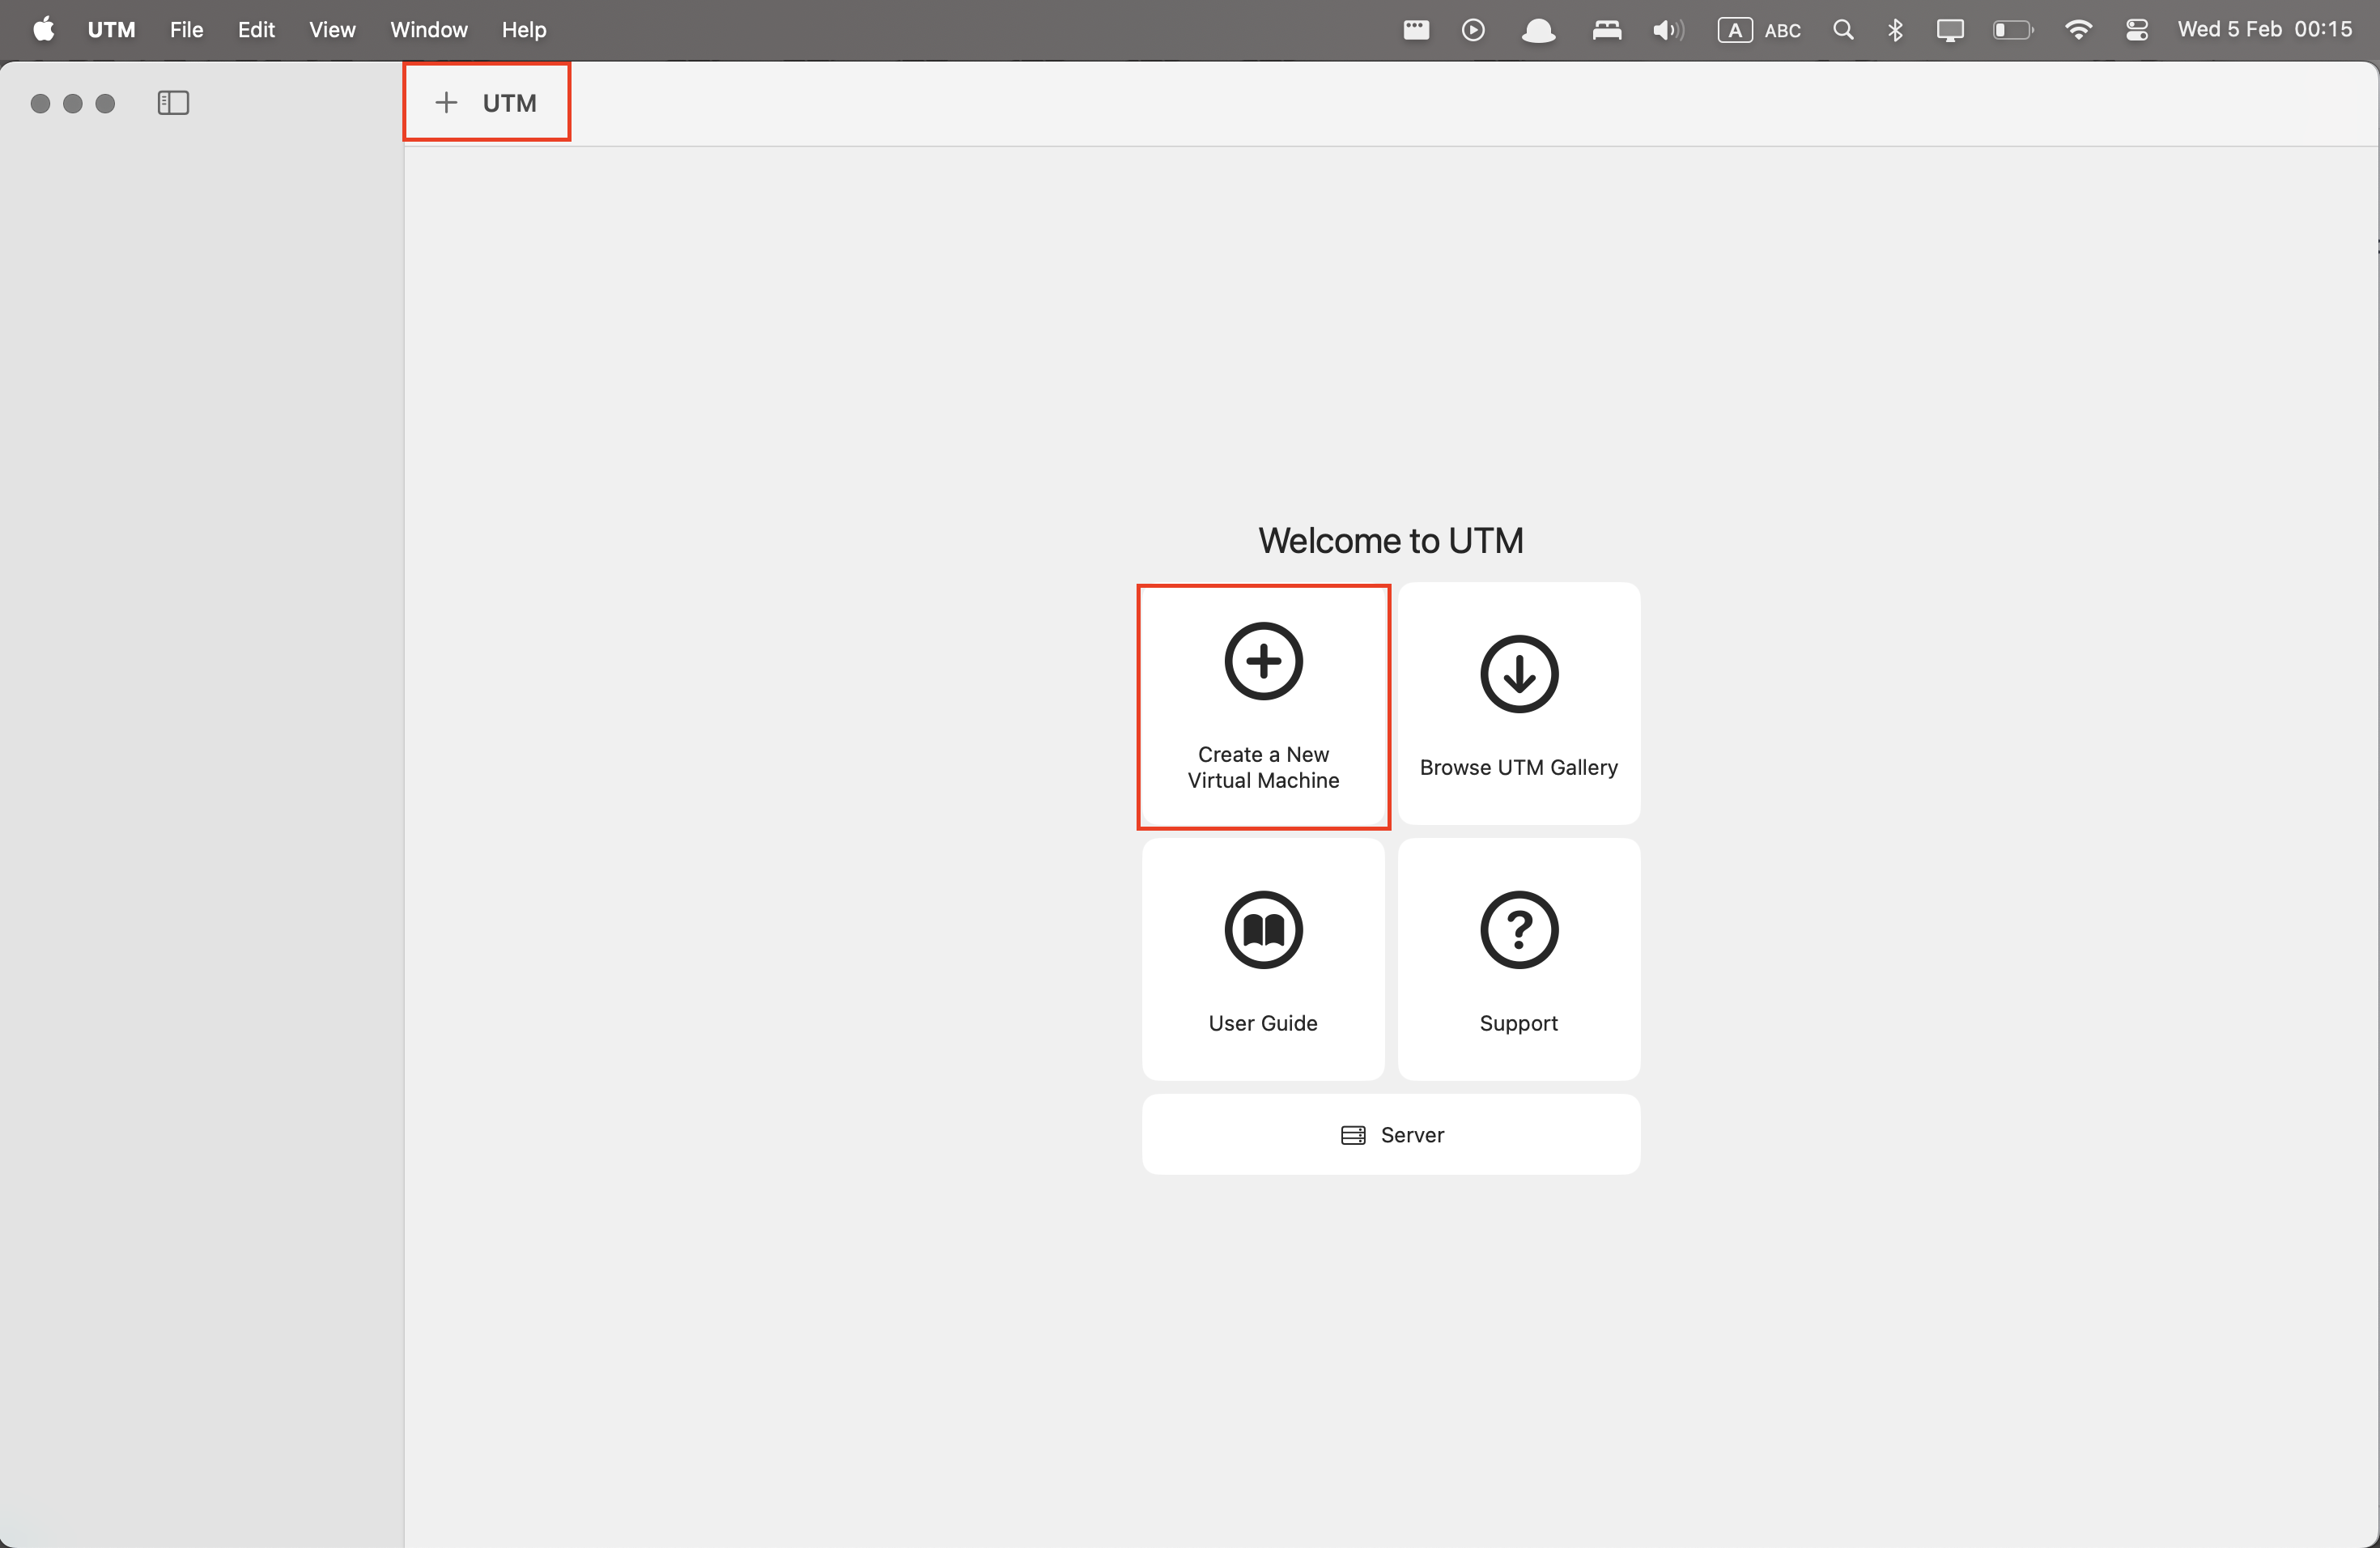 UTM File Edit View Window Help A ABC Wed 5 Feb 00:15
UTM
Welcome to UTM
Create a New
Virtual Machine
Browse UTM Gallery
User Guide
Support
Server